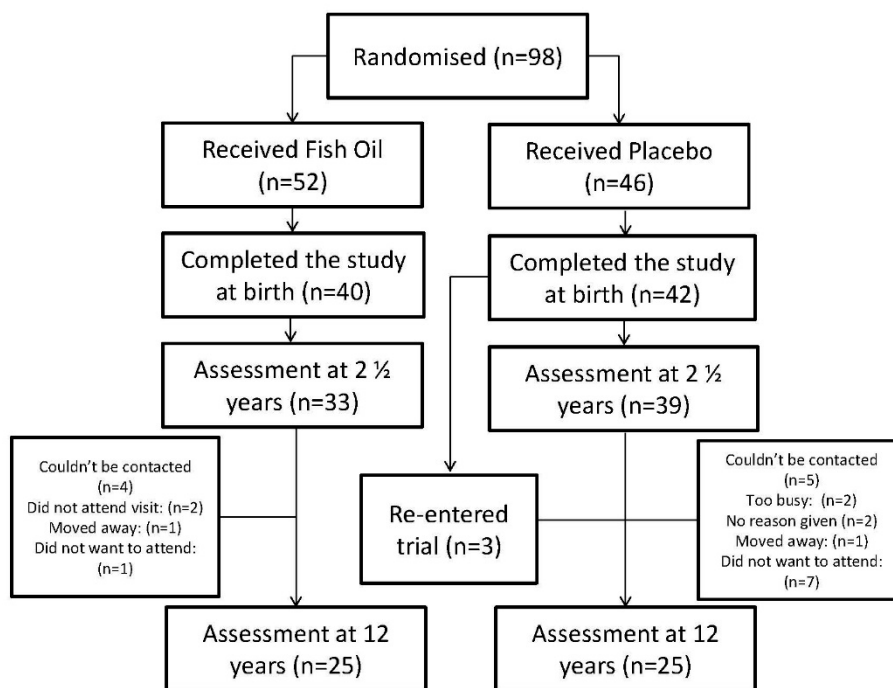 Randomised (n=98)
Received Fish Oil
(n=52)
Received Placebo
(n=46)
Completed the study
at birth (n=40)
Completed the study
at birth (n=42)
Assessment at 2 ½
years (n=33)
Assessment at 2 ½
years (n=39)
Couldn't be contacted
(n=4)
Did not attend visit: (n=2)
Moved away: (n=1)
Did not want to attend:
(n=1)
Re-entered
trial (n=3)
Couldn't be contacted
(n=5)
Too busy: (n=2)
No reason given (n=2)
Moved away: (n=1)
Did not want to attend:
(n=7)
Assessment at 12
years (n=25)
Assessment at 12
years (n=25)